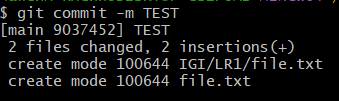 $ git commit -m TEST
[main 9037452] TEST
2 files changed, 2 insertions(+)
create mode 100644 IGI/LR1/file.txt
create mode 100644 file.txt